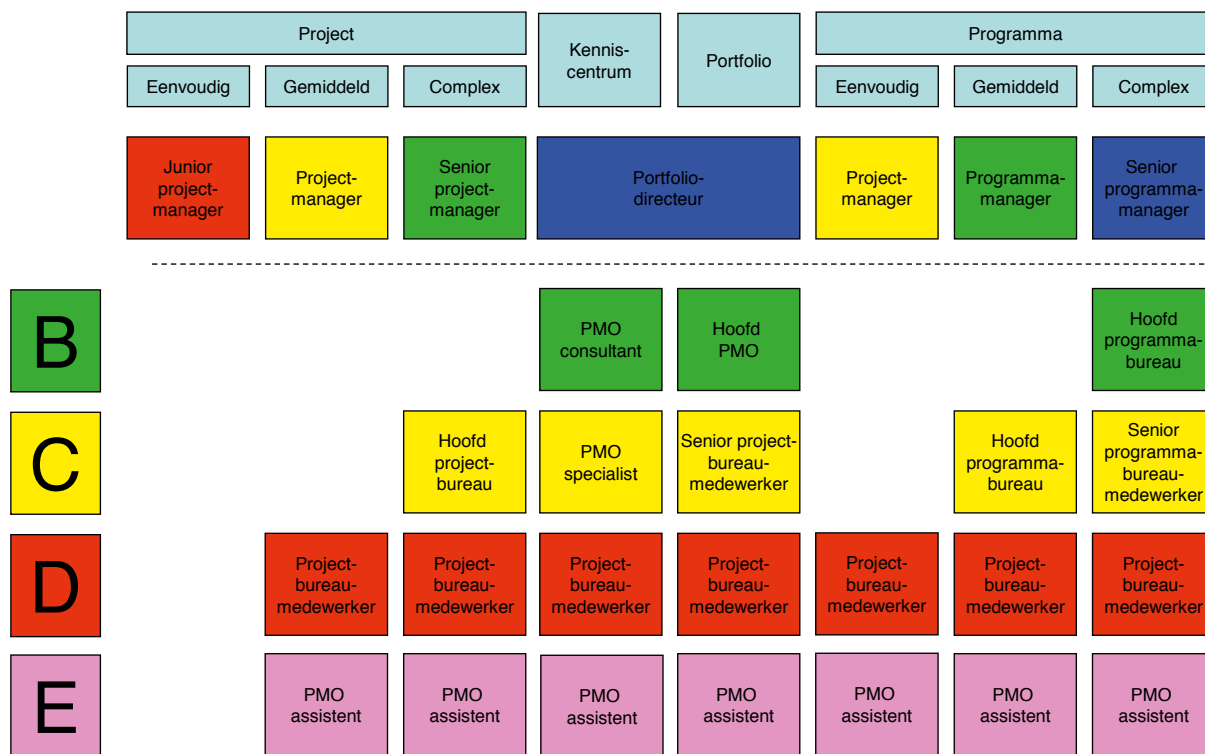 Project
Kennis-
centrum
Portfolio
Programma
Eenvoudig
Gemiddeld
Complex
Eenvoudig
Gemiddeld
Complex
Junior
project-
manager
Project-
manager
Senior
project-
manager
Portfolio-
directeur
Project-
manager
Programma-
manager
Senior
programma-
manager
B
PMO
consultant
Hoofd
PMO
Hoofd
programma-
bureau
C
Hoofd
project-
bureau
PMO
specialist
Senior project-
bureau-
medewerker
Hoofd
programma-
bureau
Senior
programma-
bureau-
medewerker
D
Project-
bureau-
medewerker
Project-
bureau-
medewerker
Project-
bureau-
medewerker
Project-
bureau-
medewerker
Project-
bureau-
medewerker
Project-
bureau-
medewerker
Project-
bureau-
medewerker
E
PMO
assistent
PMO
assistent
PMO
assistent
PMO
assistent
PMO
assistent
PMO
assistent
PMO
assistent